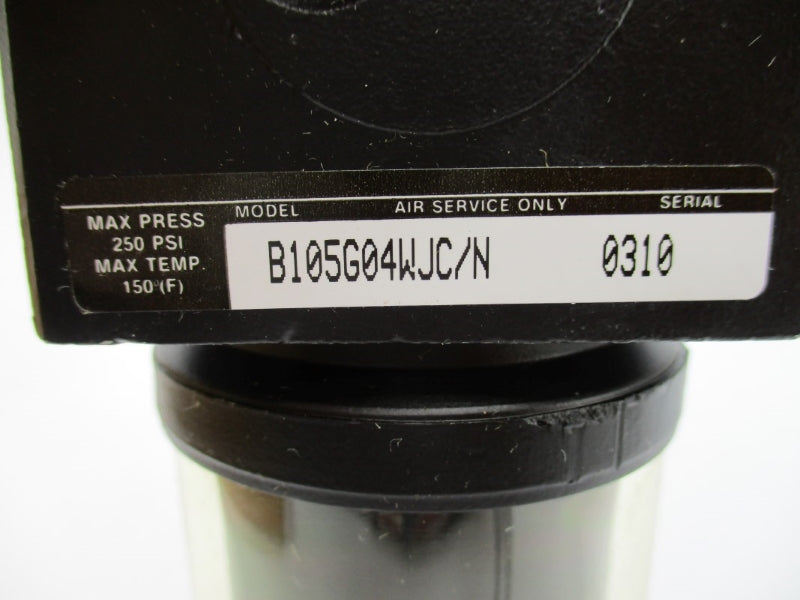 MODEL AIR SERVICE ONLY SERIAL
MAX PRESS
250 PSI
MAX TEMP
150 (F)
B105G04WJC/N 0310